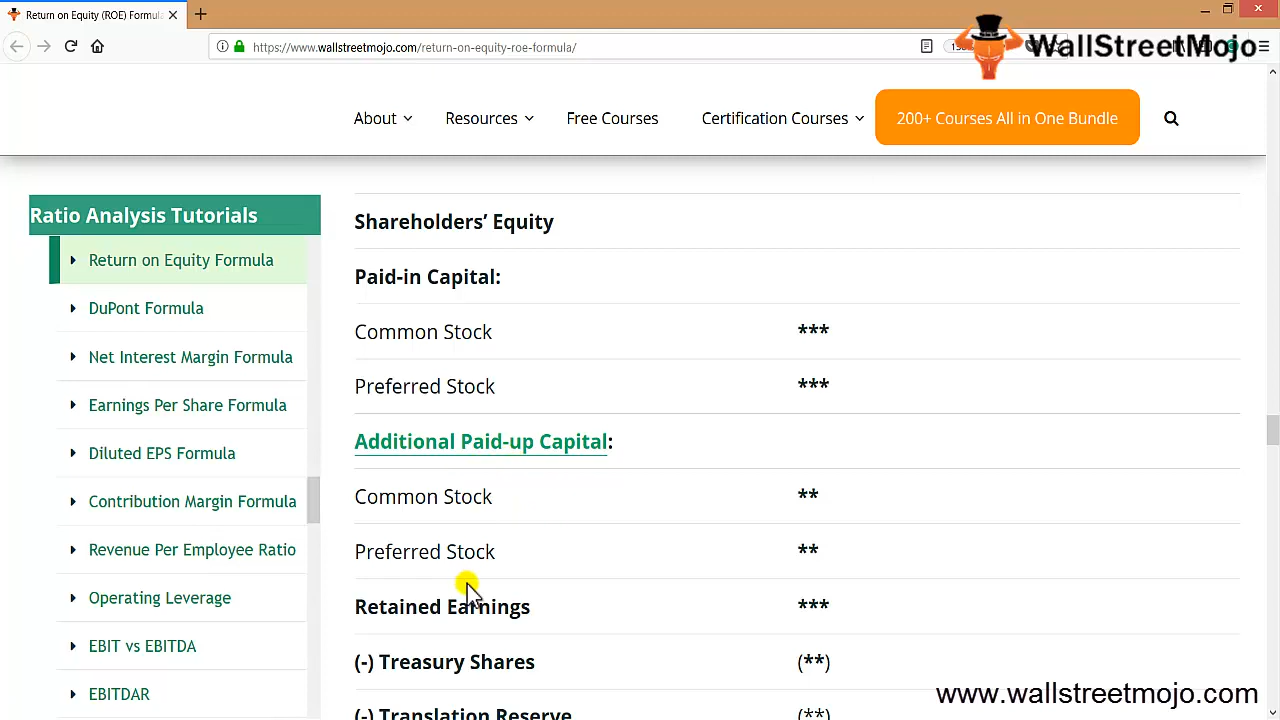 Return on Equity (ROE) Formula
https://www.wallstreetmojo.com/return-on-equity-roe-formula/
WallStreetMojo
About
Resources
Free Courses
Certification Courses
200+ Courses All in One Bundle
Ratio Analysis Tutorials
Return on Equity Formula
DuPont Formula
Net Interest Margin Formula
Earnings Per Share Formula
Diluted EPS Formula
Contribution Margin Formula
Revenue Per Employee Ratio
Operating Leverage
EBIT vs EBITDA
EBITDAR
Shareholders’ Equity
Paid-in Capital:
Common Stock ***
Preferred Stock ***
Additional Paid-up Capital:
Common Stock **
Preferred Stock **
Retained Earnings ***
(-) Treasury Shares (**)
(-) Translation Reserve (**)
www.wallstreetmojo.com